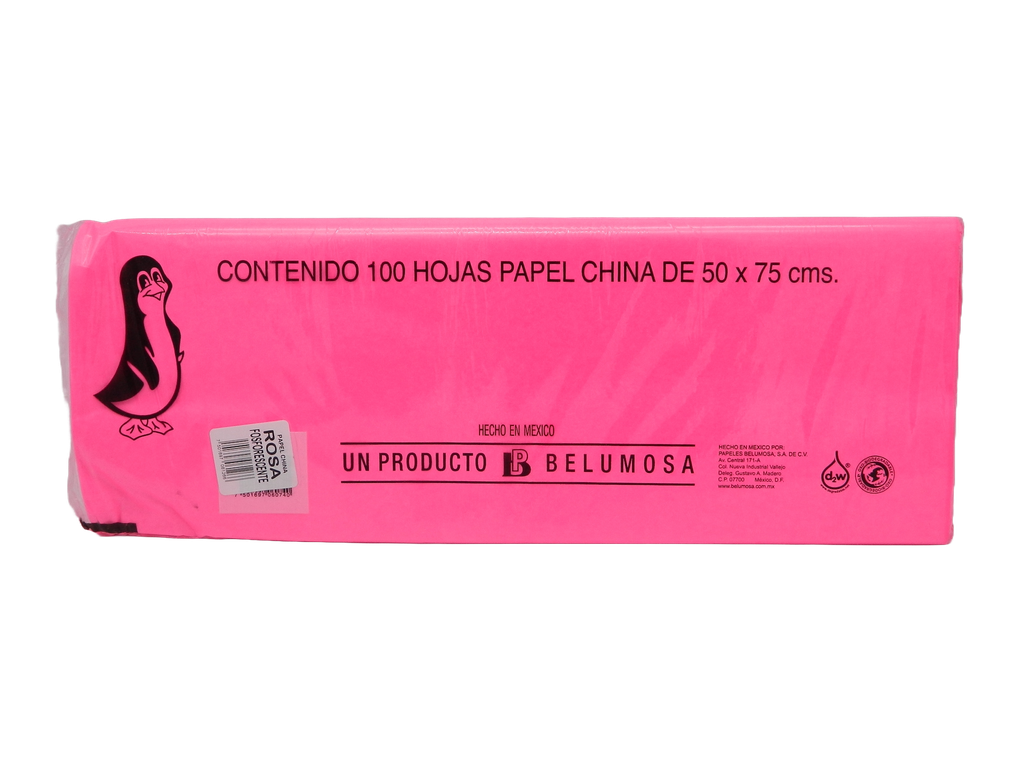 CONTENIDO 100 HOJAS PAPEL CHINA DE 50 x 75 cms.
HECHO EN MEXICO
UN PRODUCTO BELUMOSA
PAPEL CHINA
ROSA
FOSFORESCENTE
HECHO EN MÉXICO POR:
PAPELES BELUMOSA, S.A. DE C.V.
Av. Central 171-A
Col. Nueva Industrial Vallejo
Deleg. Gustavo A. Madero
C.P. 07700 México, D.F.
www.belumosa.com.mx
d2w®